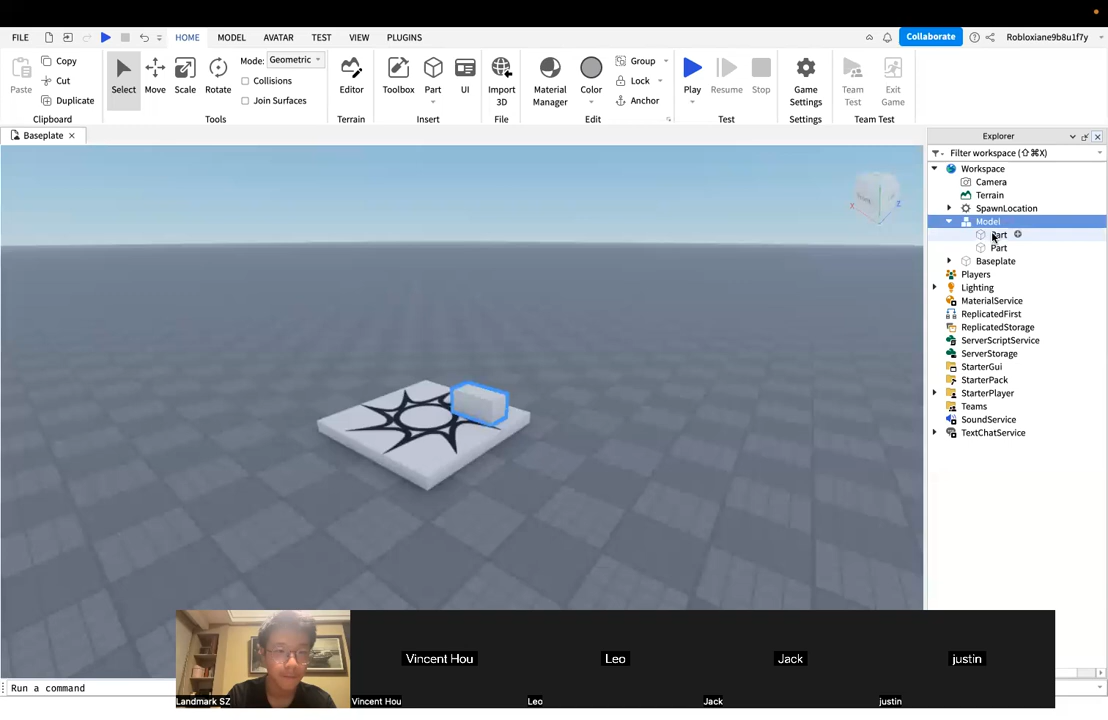 FILE HOME MODEL AVATAR TEST VIEW PLUGINS Collaborate Robloxiane9b8u1f7y
Paste Copy Cut Duplicate
Clipboard
Select Move Scale Rotate
Mode: Geometric
Collisions
Join Surfaces
Tools
Editor
Terrain
Toolbox Part UI
Insert
Import 3D
File
Material Manager Color
Group
Lock
Anchor
Edit
Play Resume Stop
Test
Game Settings
Settings
Team Test Exit Game
Team Test
Baseplate
Explorer
Filter workspace (⇧⌘X)
Workspace
Camera
Terrain
SpawnLocation
Model
Part
Part
Baseplate
Players
Lighting
MaterialService
ReplicatedFirst
ReplicatedStorage
ServerScriptService
ServerStorage
StarterGui
StarterPack
StarterPlayer
Teams
SoundService
TextChatService
X Z
Vincent Hou Leo Jack justin
Landmark SZ Vincent Hou Leo Jack justin
Run a command